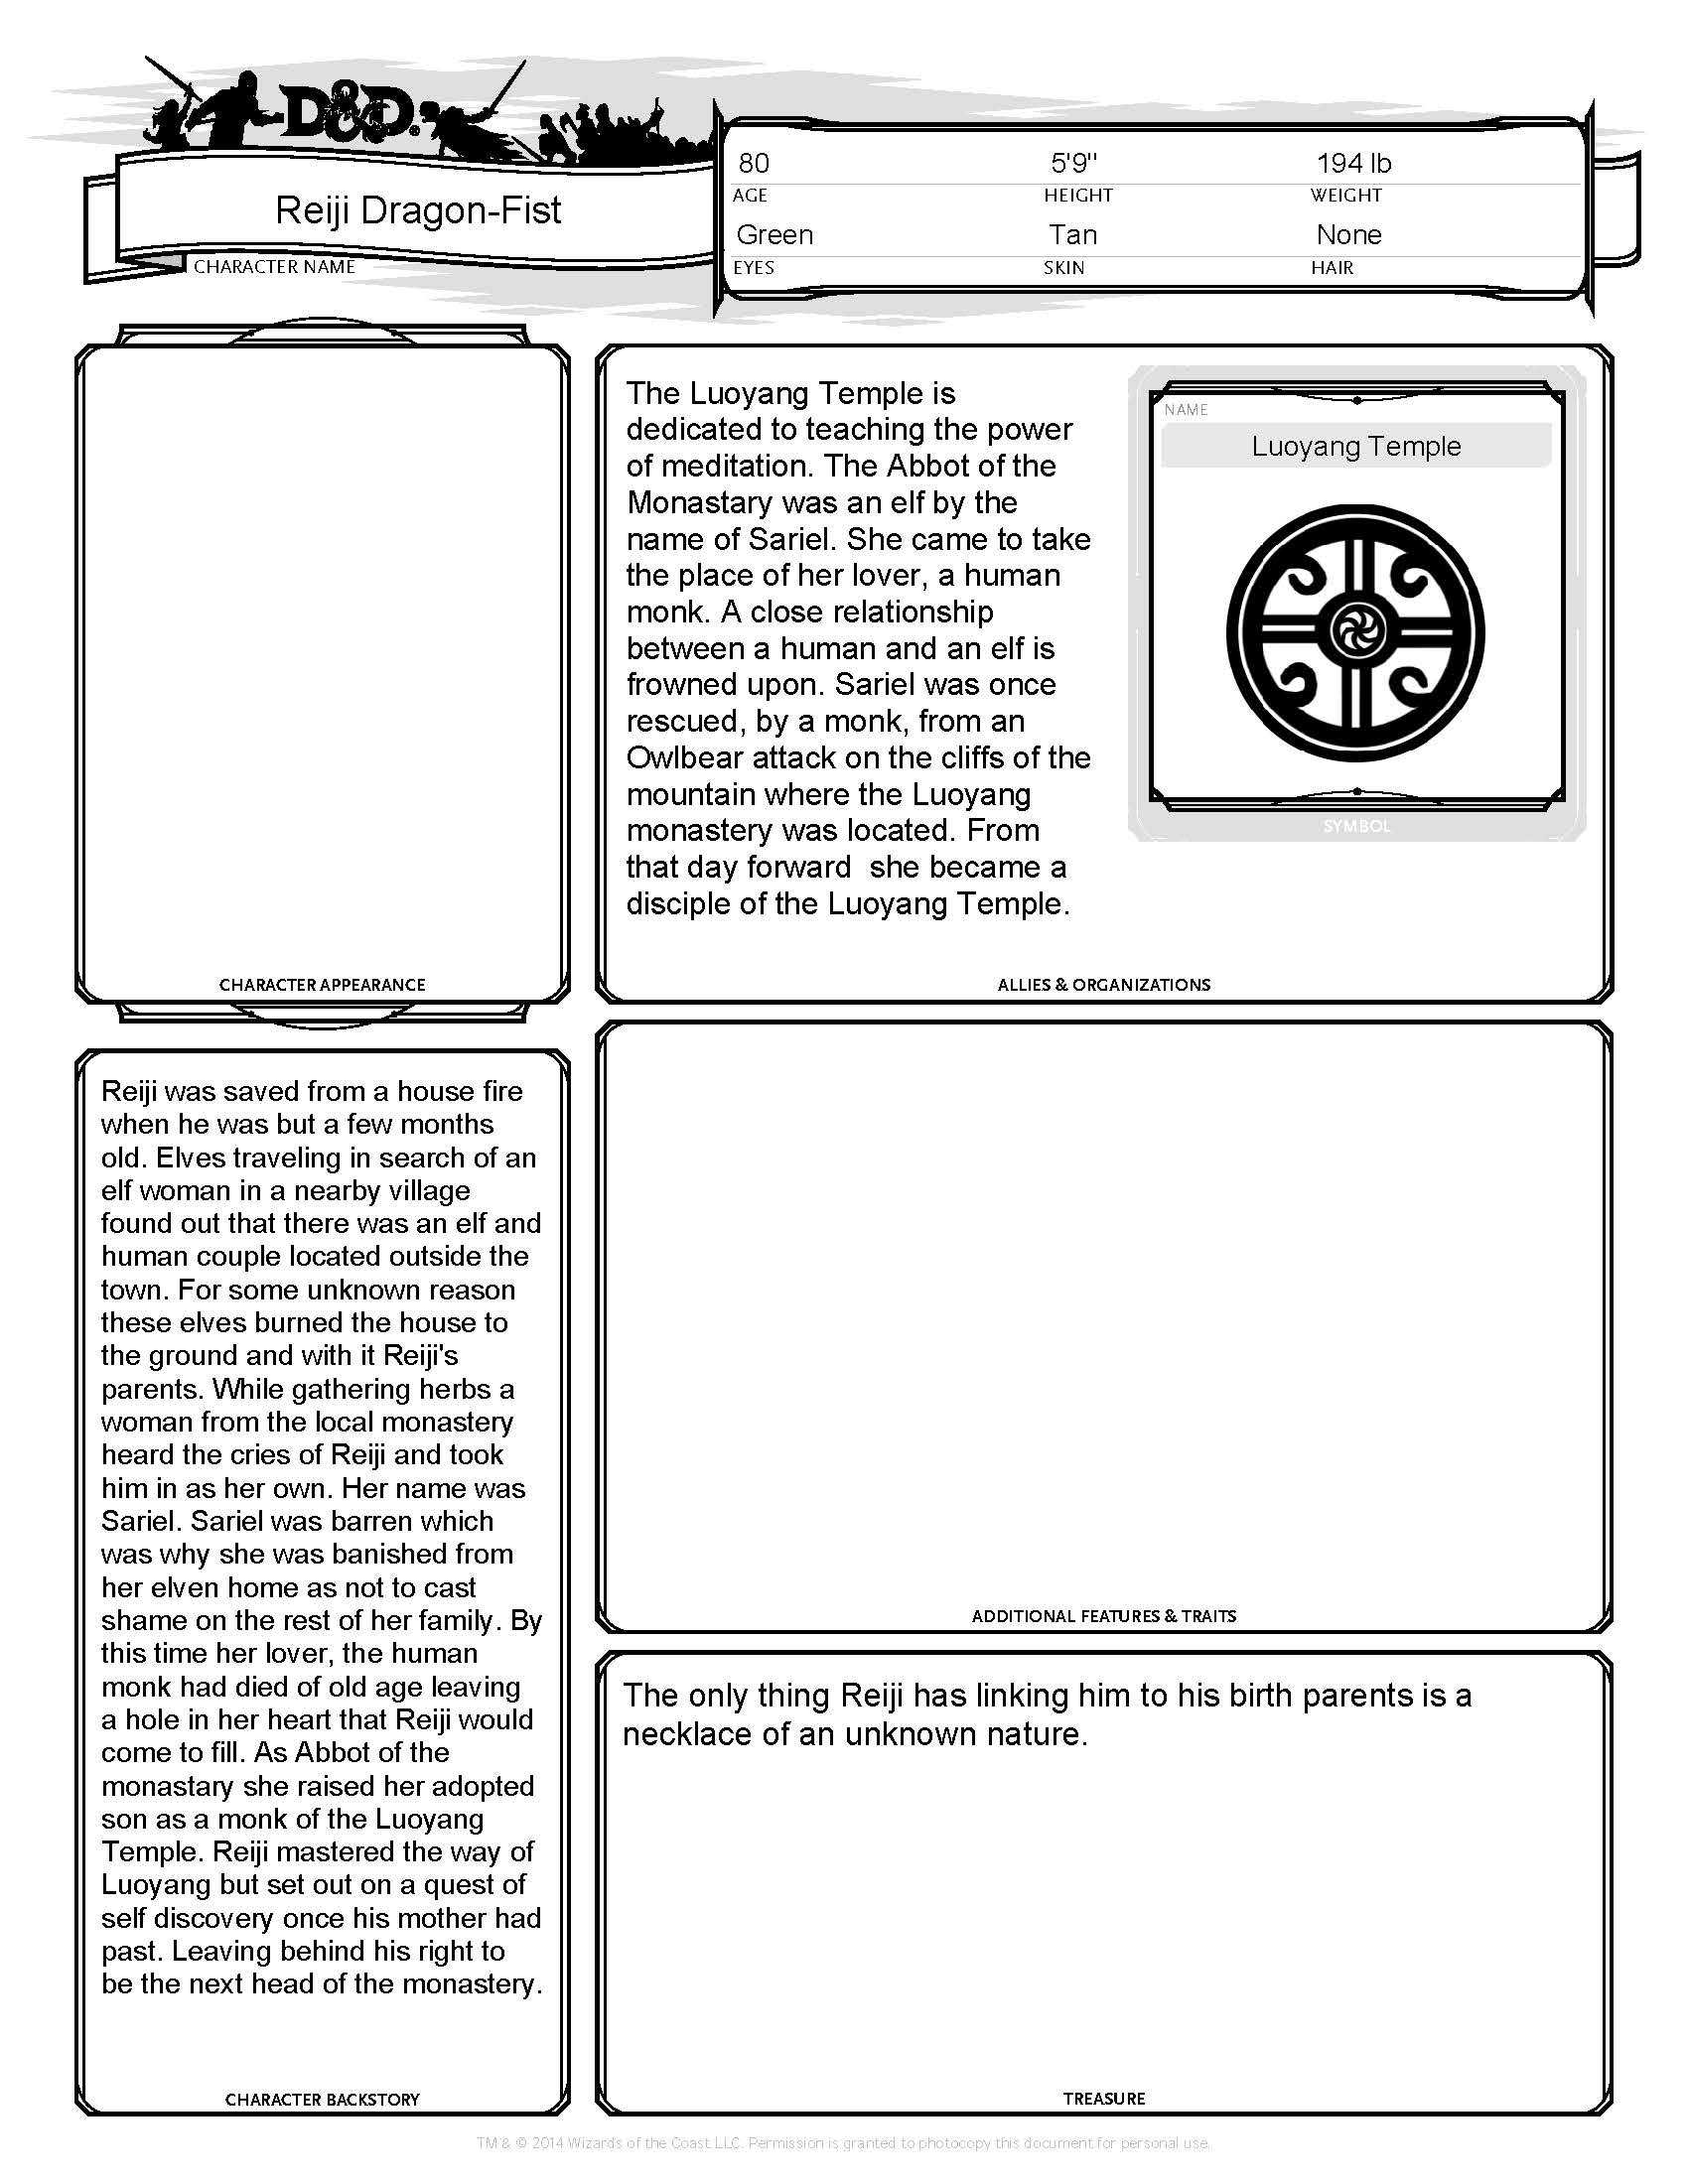 D&D®
Reiji Dragon-Fist
CHARACTER NAME
80 5'9" 194 lb
AGE HEIGHT WEIGHT
Green Tan None
EYES SKIN HAIR
CHARACTER APPEARANCE
The Luoyang Temple is
dedicated to teaching the power
of meditation. The Abbot of the
Monastary was an elf by the
name of Sariel. She came to take
the place of her lover, a human
monk. A close relationship
between a human and an elf is
frowned upon. Sariel was once
rescued, by a monk, from an
Owlbear attack on the cliffs of the
mountain where the Luoyang
monastery was located. From
that day forward  she became a
disciple of the Luoyang Temple.
NAME
Luoyang Temple
SYMBOL
ALLIES & ORGANIZATIONS
Reiji was saved from a house fire
when he was but a few months
old. Elves traveling in search of an
elf woman in a nearby village
found out that there was an elf and
human couple located outside the
town. For some unknown reason
these elves burned the house to
the ground and with it Reiji's
parents. While gathering herbs a
woman from the local monastery
heard the cries of Reiji and took
him in as her own. Her name was
Sariel. Sariel was barren which
was why she was banished from
her elven home as not to cast
shame on the rest of her family. By
this time her lover, the human
monk had died of old age leaving
a hole in her heart that Reiji would
come to fill. As Abbot of the
monastary she raised her adopted
son as a monk of the Luoyang
Temple. Reiji mastered the way of
Luoyang but set out on a quest of
self discovery once his mother had
past. Leaving behind his right to
be the next head of the monastery.
CHARACTER BACKSTORY
ADDITIONAL FEATURES & TRAITS
The only thing Reiji has linking him to his birth parents is a
necklace of an unknown nature.
TREASURE
TM & © 2014 Wizards of the Coast LLC. Permission is granted to photocopy this document for personal use.